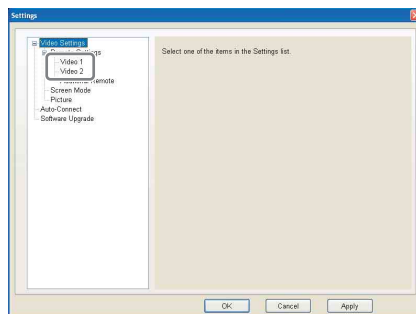 Settings
Video Settings
Video 1
Video 2
Screen Mode
Picture
Auto-Connect
Software Upgrade
Select one of the items in the Settings list.
OK
Cancel
Apply